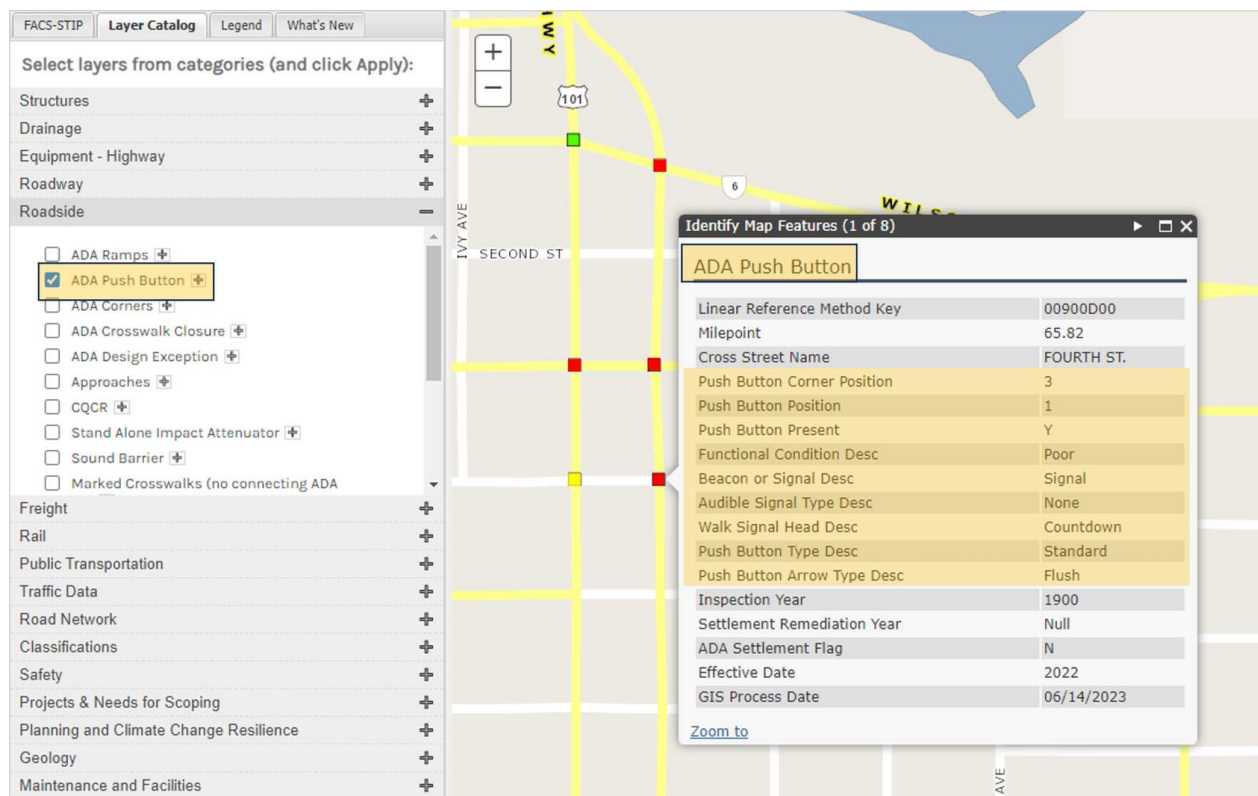 FACS-STIP Layer Catalog Legend What's New
Select layers from categories (and click Apply):
Structures
Drainage
Equipment - Highway
Roadway
Roadside
ADA Ramps
ADA Push Button
ADA Corners
ADA Crosswalk Closure
ADA Design Exception
Approaches
CQCR
Stand Alone Impact Attenuator
Sound Barrier
Marked Crosswalks (no connecting ADA
Freight
Rail
Public Transportation
Traffic Data
Road Network
Classifications
Safety
Projects & Needs for Scoping
Planning and Climate Change Resilience
Geology
Maintenance and Facilities
HWY
101
6
IVY AVE
SECOND ST
AVE
Identify Map Features (1 of 8)
ADA Push Button
Linear Reference Method Key 00900D00
Milepoint 65.82
Cross Street Name FOURTH ST.
Push Button Corner Position 3
Push Button Position 1
Push Button Present Y
Functional Condition Desc Poor
Beacon or Signal Desc Signal
Audible Signal Type Desc None
Walk Signal Head Desc Countdown
Push Button Type Desc Standard
Push Button Arrow Type Desc Flush
Inspection Year 1900
Settlement Remediation Year Null
ADA Settlement Flag N
Effective Date 2022
GIS Process Date 06/14/2023
Zoom to